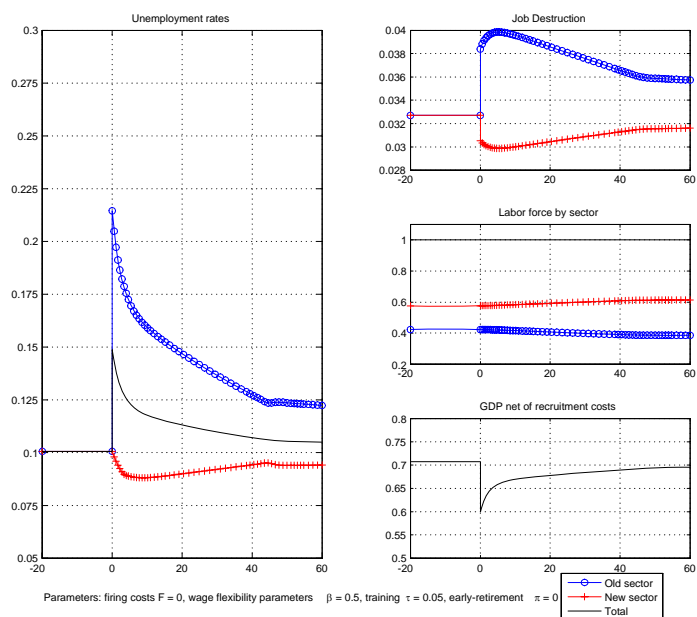 Unemployment rates
0.3
0.25
0.2
0.15
0.125
0.1
0.075
0.05
-20 0 20 40 60
Job Destruction
0.04
0.038
0.036
0.034
0.032
0.03
0.028
-20 0 20 40 60
Labor force by sector
1
0.8
0.6
0.4
0.2
-20 0 20 40 60
GDP net of recruitment costs
0.8
0.75
0.7
0.65
0.6
0.55
0.5
-20 0 20 40 60
Parameters: firing costs F = 0, wage flexibility parameters β = 0.5, training τ = 0.05, early-retirement π = 0
Old sector
New sector
Total